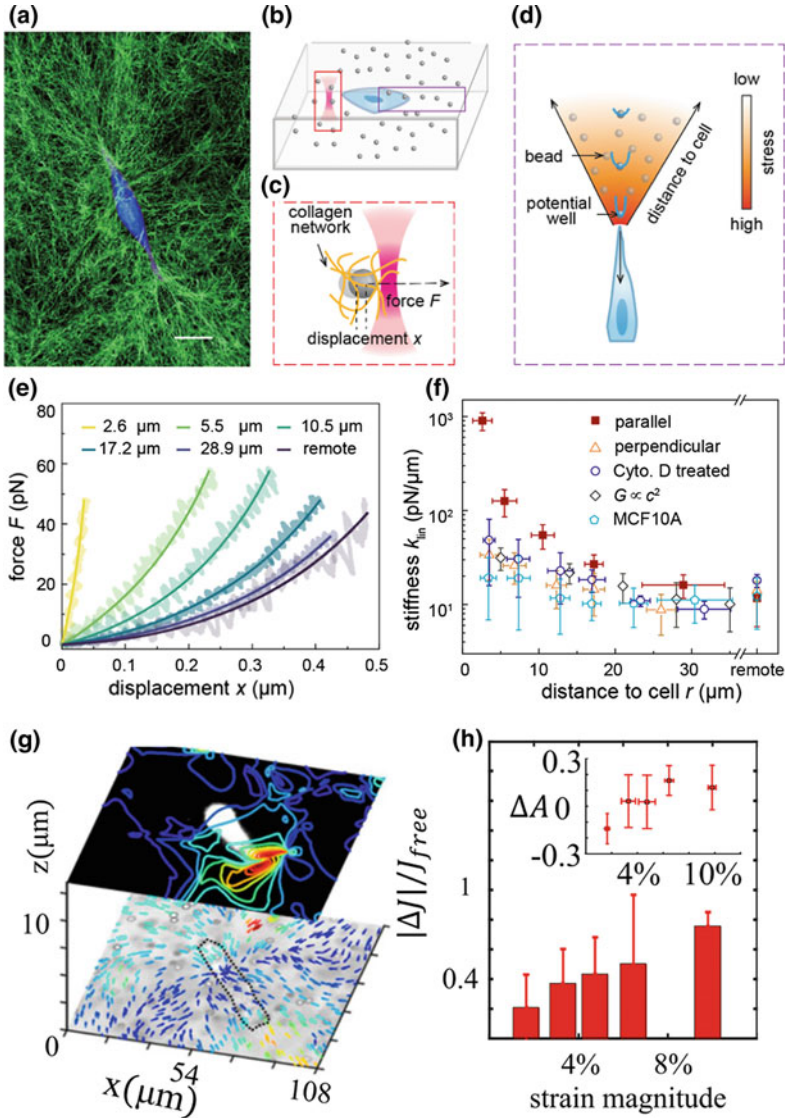 (a)
(b)
(c)
collagen
network
force F
displacement x
(d)
low
bead
potential
well
distance to cell
stress
high
(e)
80
60
40
20
0
force F (pN)
2.6 μm
5.5 μm
10.5 μm
17.2 μm
28.9 μm
remote
0
0.1
0.2
0.3
0.4
0.5
displacement x (μm)
(f)
10³
10²
10¹
stiffness k_lin (pN/μm)
parallel
perpendicular
Cyto. D treated
G ∝ c²
MCF10A
0
10
20
30
remote
distance to cell r (μm)
(g)
z(μm)
10
0
54
108
x(μm)
(h)
|ΔJ|/J_free
1
0.4
0.3
ΔA 0
-0.3
4%
10%
4%
8%
strain magnitude